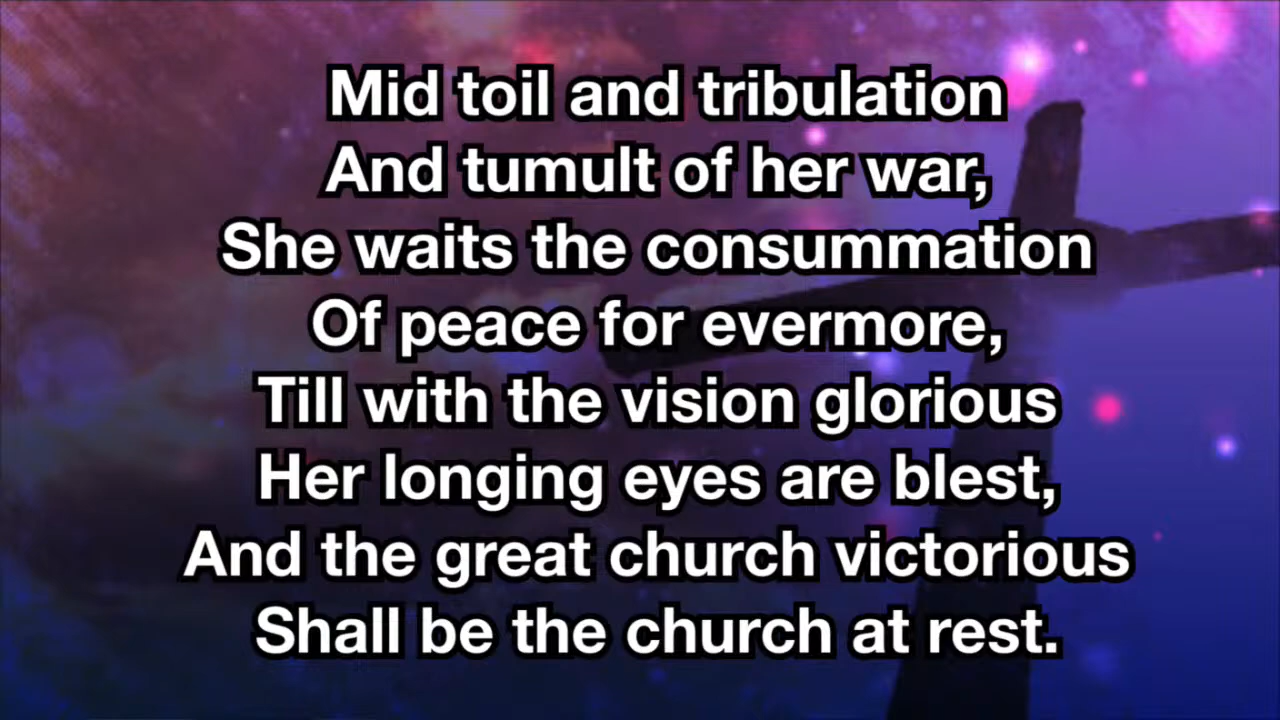 Mid toil and tribulation
And tumult of her war,
She waits the consummation
Of peace for evermore,
Till with the vision glorious
Her longing eyes are blest,
And the great church victorious
Shall be the church at rest.